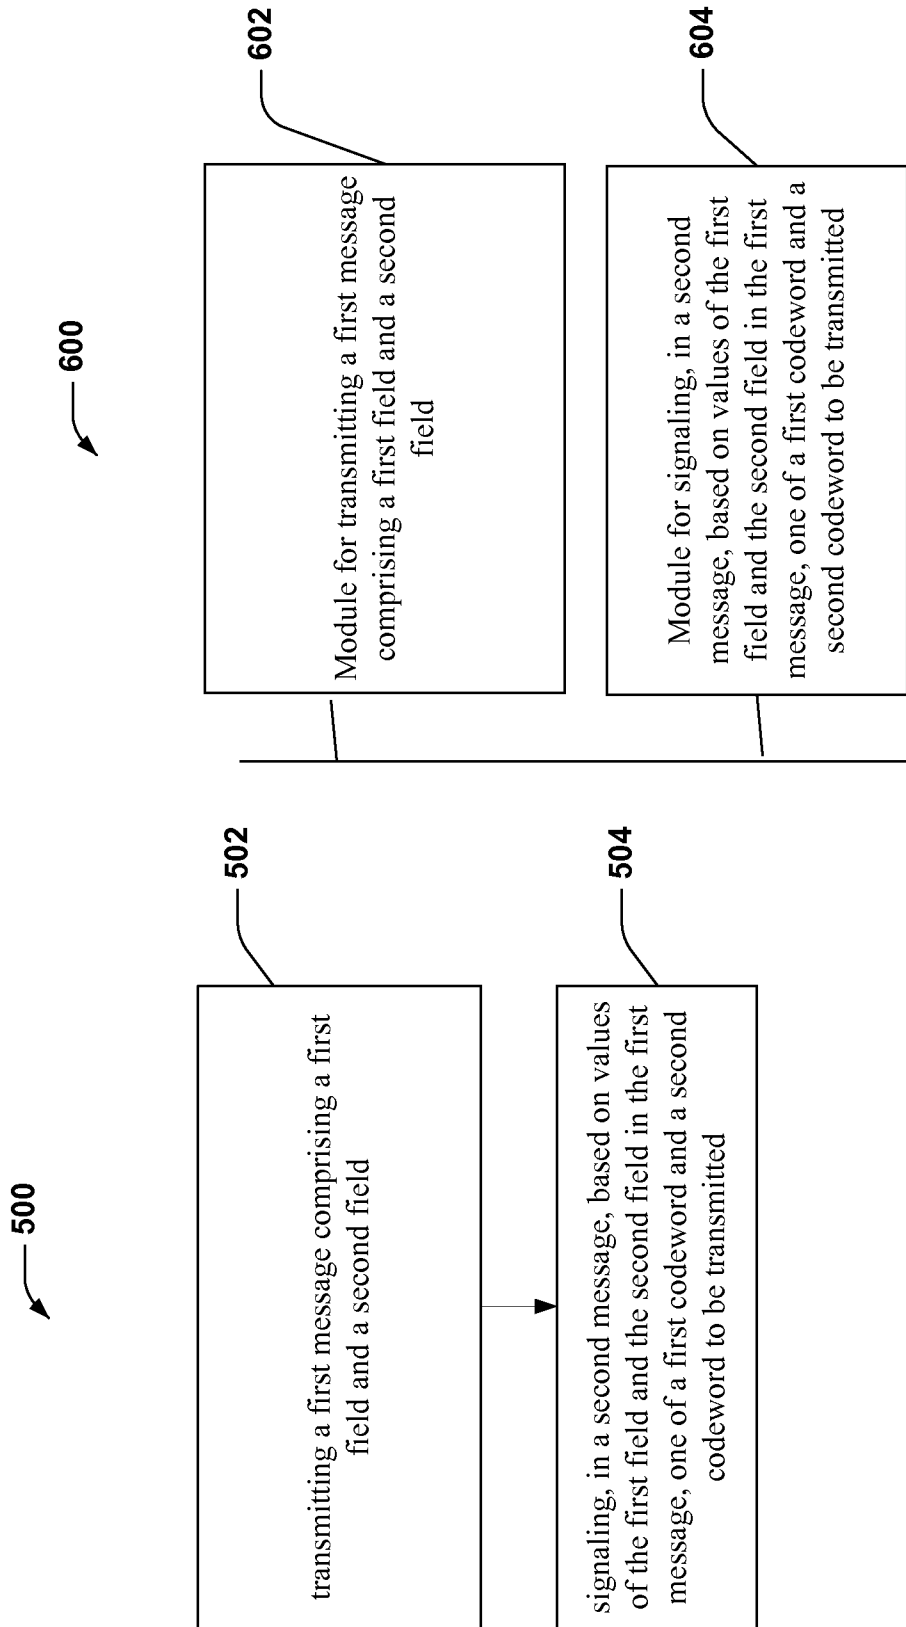 500
502
transmitting a first message comprising a first
field and a second field
504
signaling, in a second message, based on values
of the first field and the second field in the first
message, one of a first codeword and a second
codeword to be transmitted
600
602
Module for transmitting a first message
comprising a first field and a second
field
604
Module for signaling, in a second
message, based on values of the first
field and the second field in the first
message, one of a first codeword and a
second codeword to be transmitted